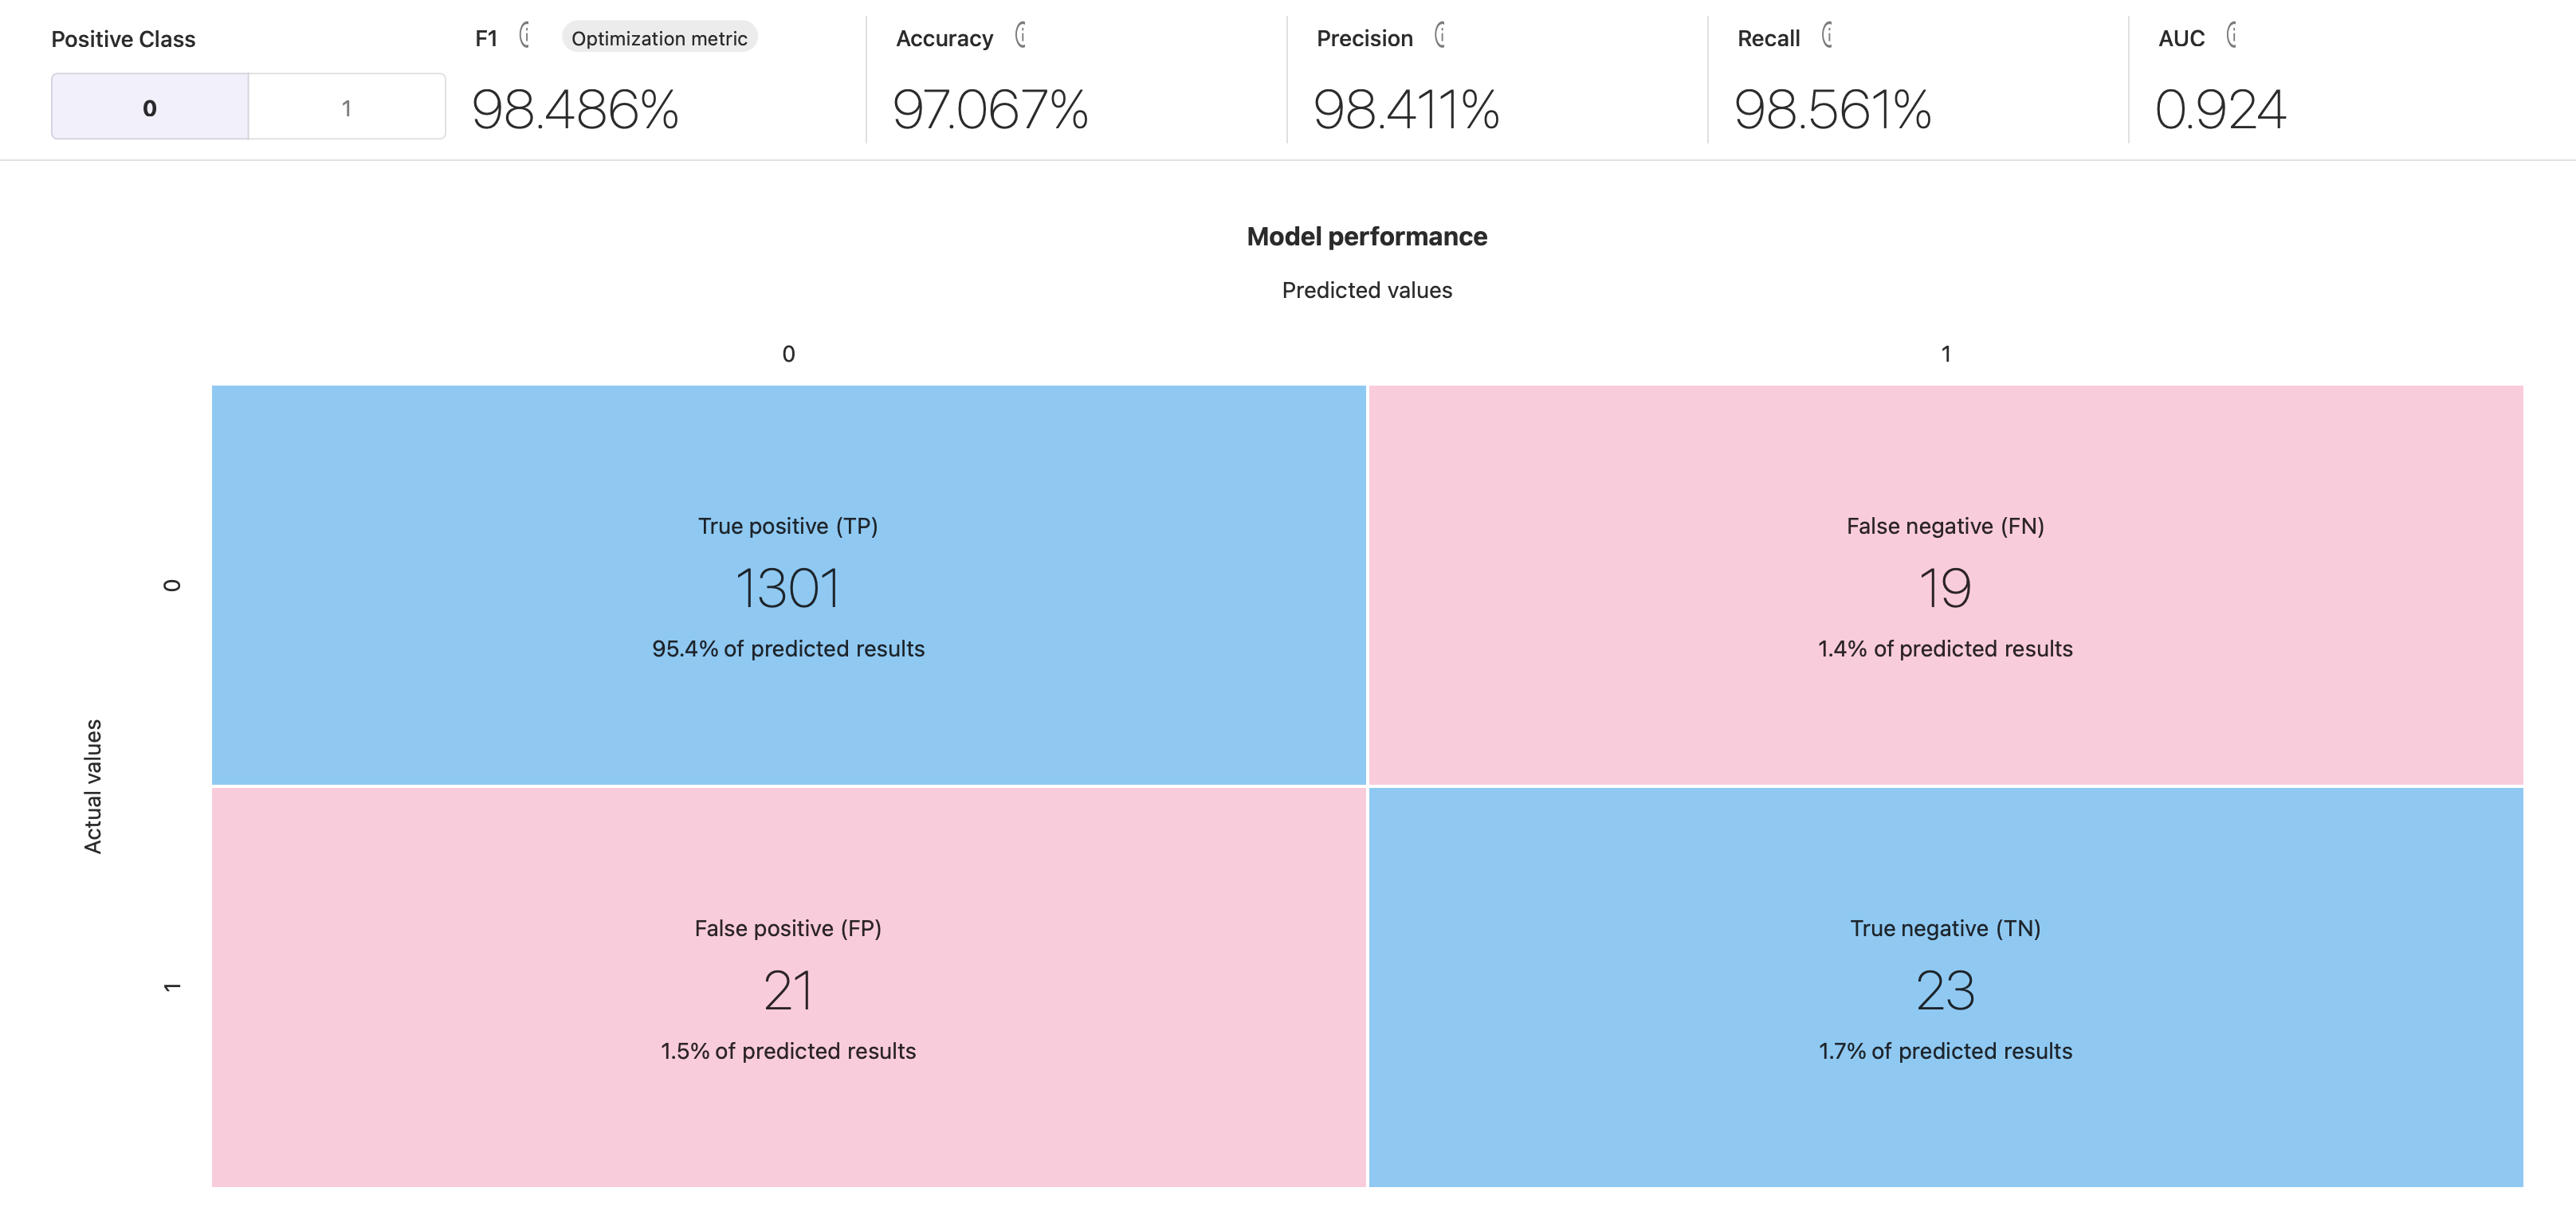 Positive Class
0 1
F1 Optimization metric
98.486%
Accuracy
97.067%
Precision
98.411%
Recall
98.561%
AUC
0.924
Model performance
Predicted values
0 1
Actual values
0
True positive (TP)
1301
95.4% of predicted results
False negative (FN)
19
1.4% of predicted results
1
False positive (FP)
21
1.5% of predicted results
True negative (TN)
23
1.7% of predicted results